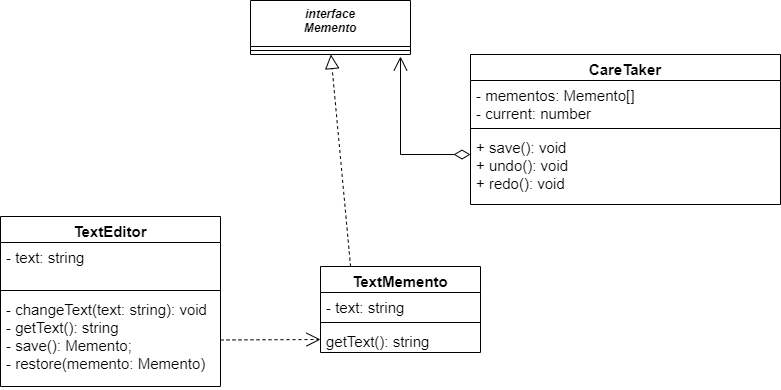 interface
Memento
CareTaker
- mementos: Memento[]
- current: number
+ save(): void
+ undo(): void
+ redo(): void
TextEditor
- text: string
- changeText(text: string): void
- getText(): string
- save(): Memento;
- restore(memento: Memento)
TextMemento
- text: string
getText(): string